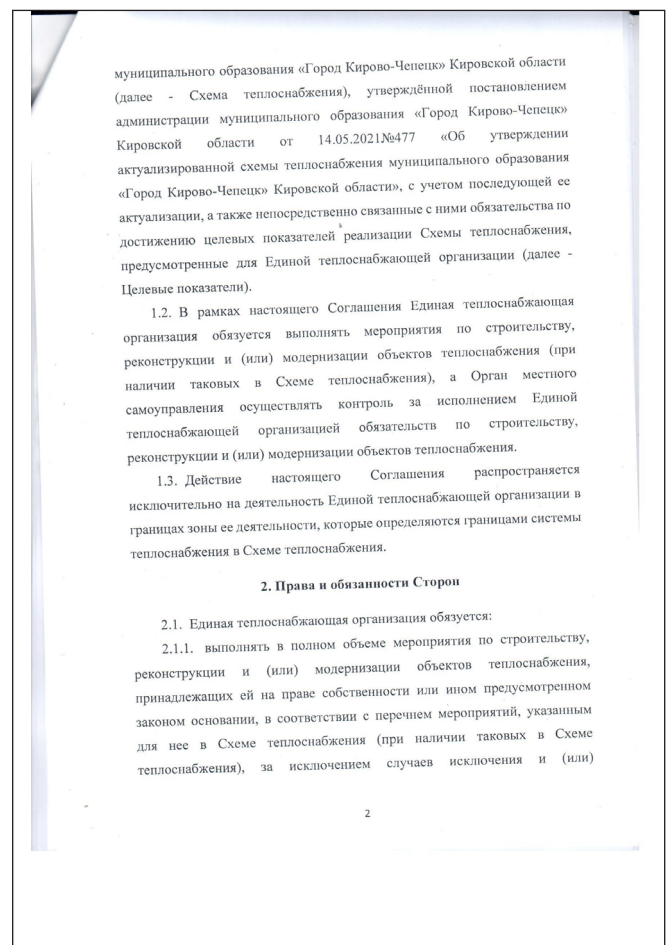 муниципального образования «Город Кирово-Чепецк» Кировской области
(далее - Схема теплоснабжения), утверждённой постановлением
администрации муниципального образования «Город Кирово-Чепецк»
Кировской области от 14.05.2021№477 «Об утверждении
актуализированной схемы теплоснабжения муниципального образования
«Город Кирово-Чепецк» Кировской области», с учетом последующей ее
актуализации, а также непосредственно связанные с ними обязательства по
достижению целевых показателей реализации Схемы теплоснабжения,
предусмотренные для Единой теплоснабжающей организации (далее -
Целевые показатели).
1.2. В рамках настоящего Соглашения Единая теплоснабжающая
организация обязуется выполнять мероприятия по строительству,
реконструкции и (или) модернизации объектов теплоснабжения (при
наличии таковых в Схеме теплоснабжения), а Орган местного
самоуправления осуществлять контроль за исполнением Единой
теплоснабжающей организацией обязательств по строительству,
реконструкции и (или) модернизации объектов теплоснабжения.
1.3. Действие настоящего Соглашения распространяется
исключительно на деятельность Единой теплоснабжающей организации в
границах зоны ее деятельности, которые определяются границами системы
теплоснабжения в Схеме теплоснабжения.
2. Права и обязанности Сторон
2.1. Единая теплоснабжающая организация обязуется:
2.1.1. выполнять в полном объеме мероприятия по строительству,
реконструкции и (или) модернизации объектов теплоснабжения,
принадлежащих ей на праве собственности или ином предусмотренном
законом основании, в соответствии с перечнем мероприятий, указанным
для нее в Схеме теплоснабжения (при наличии таковых в Схеме
теплоснабжения), за исключением случаев исключения и (или)
2